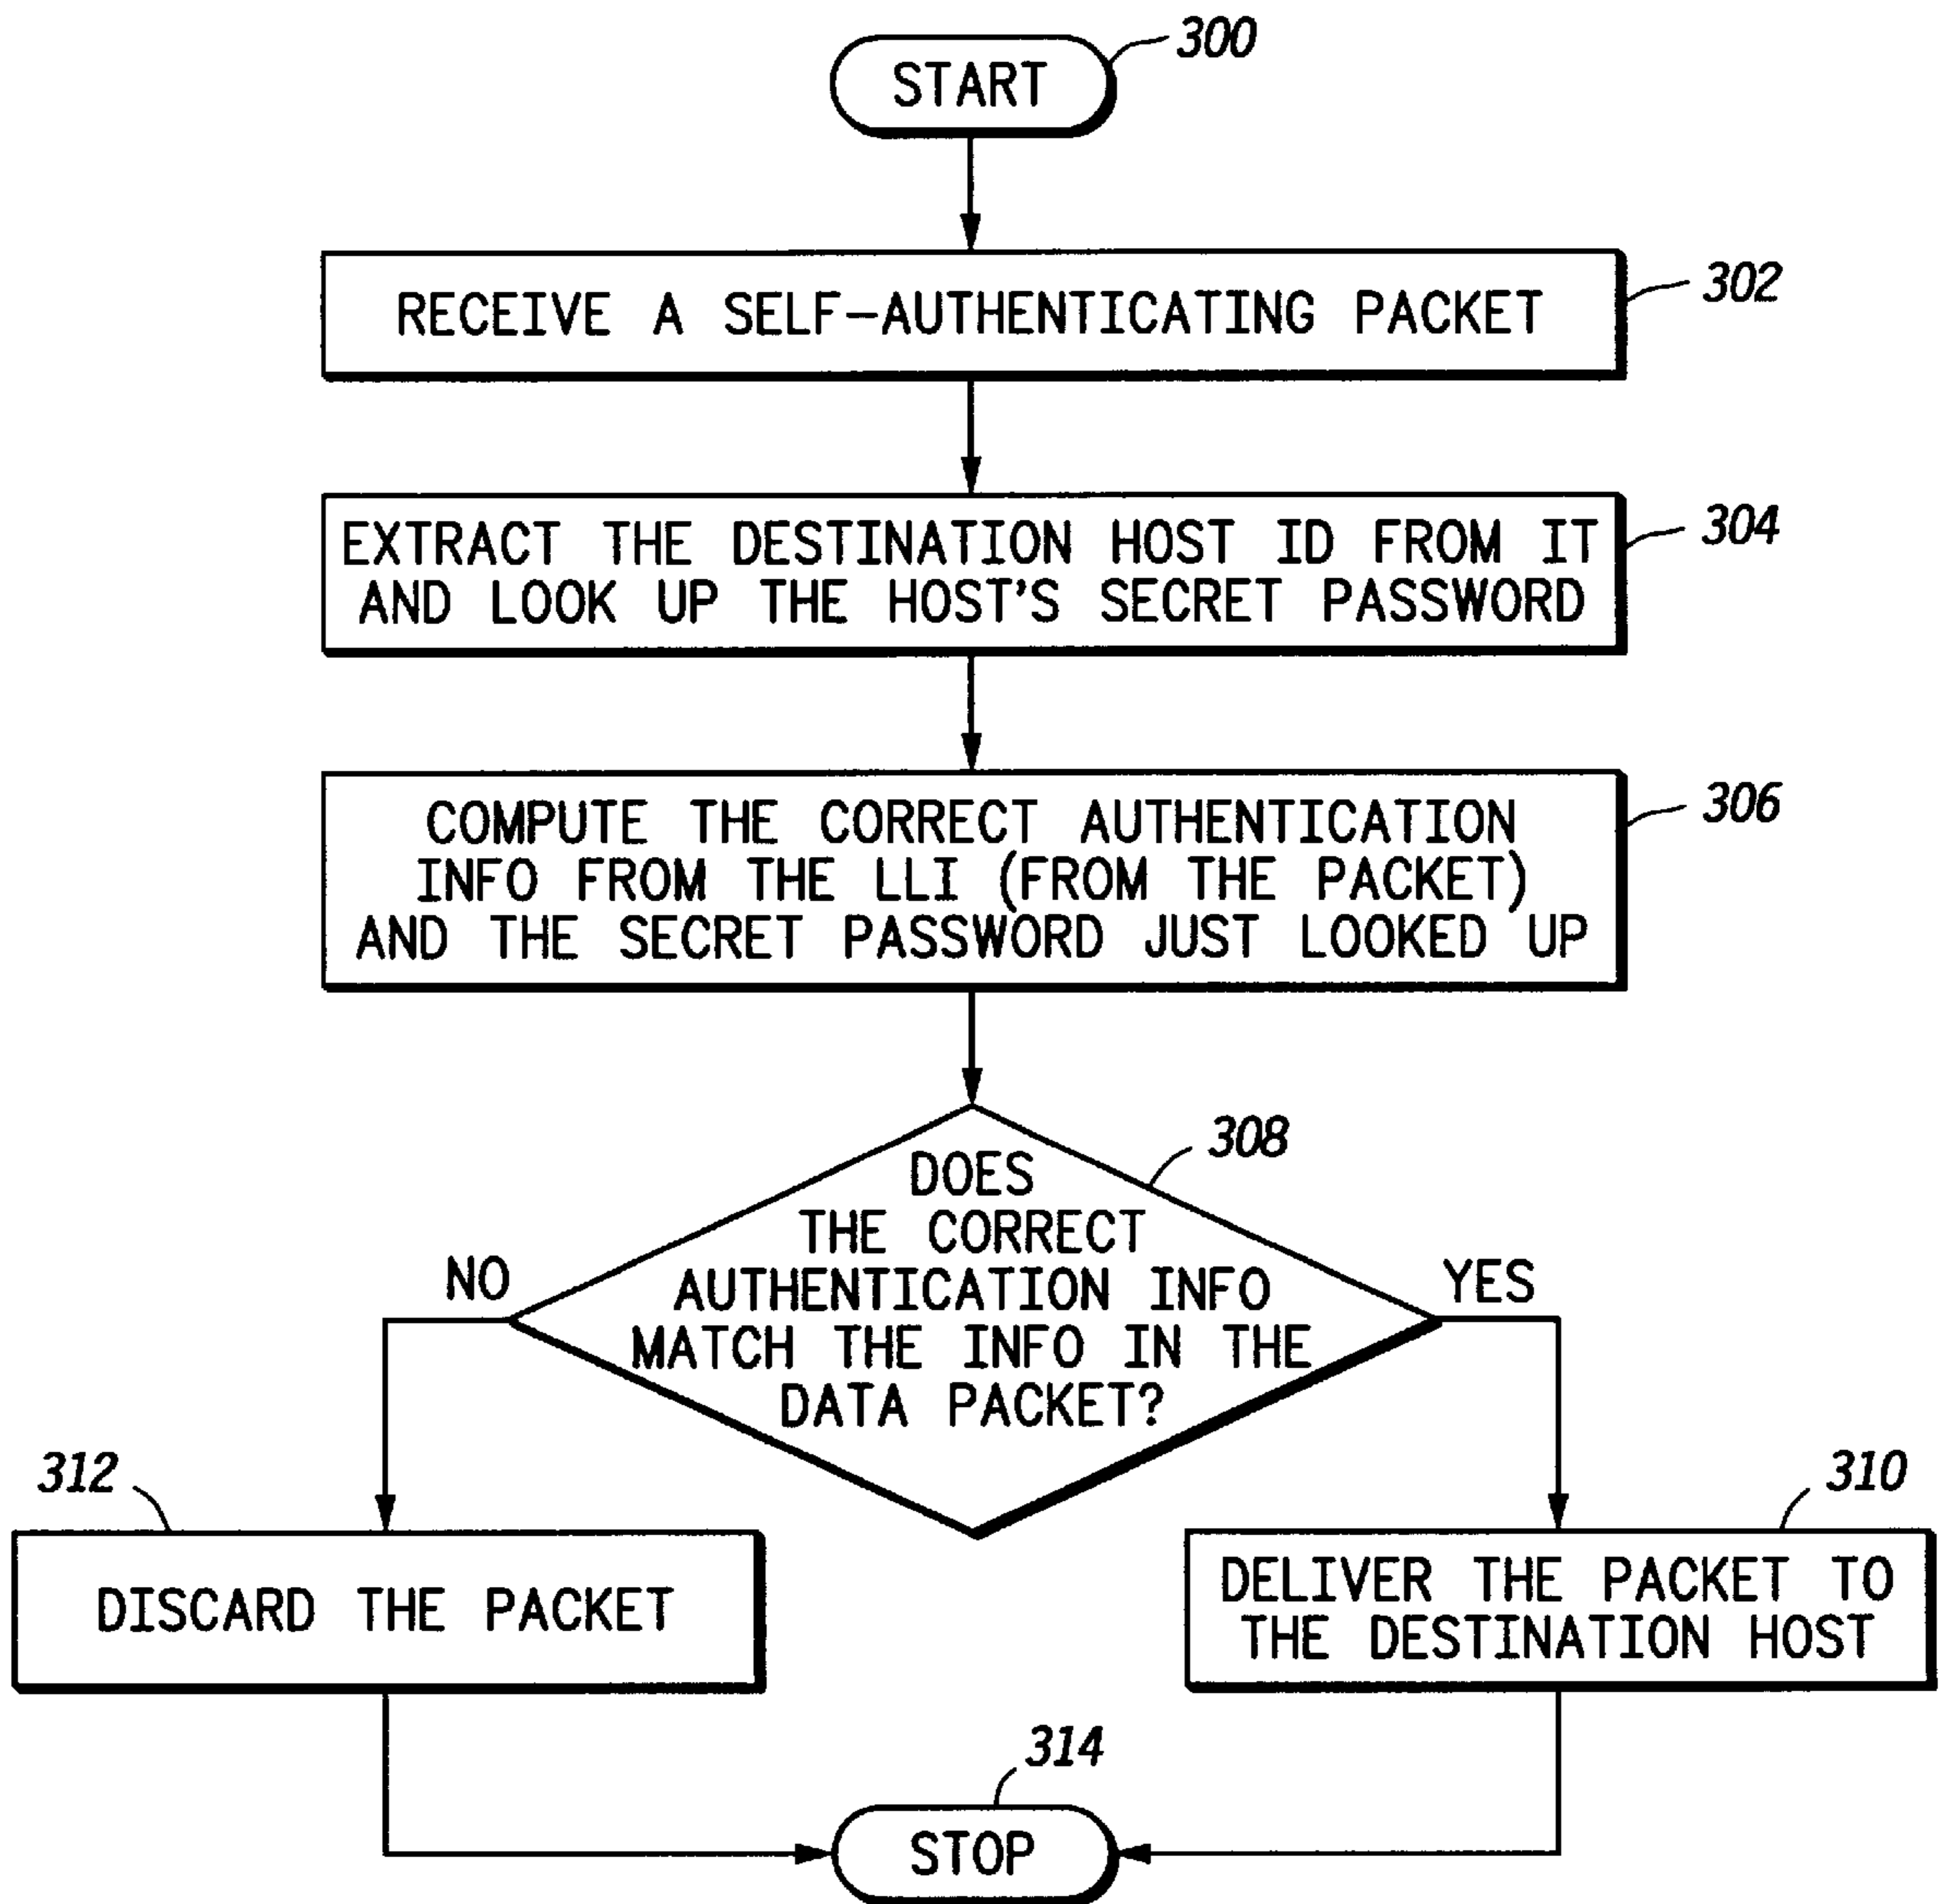 300
START
302
RECEIVE A SELF-AUTHENTICATING PACKET
304
EXTRACT THE DESTINATION HOST ID FROM IT
AND LOOK UP THE HOST'S SECRET PASSWORD
306
COMPUTE THE CORRECT AUTHENTICATION
INFO FROM THE LLI (FROM THE PACKET)
AND THE SECRET PASSWORD JUST LOOKED UP
308
DOES
THE CORRECT
AUTHENTICATION INFO
MATCH THE INFO IN THE
DATA PACKET?
NO
YES
312
DISCARD THE PACKET
310
DELIVER THE PACKET TO
THE DESTINATION HOST
314
STOP